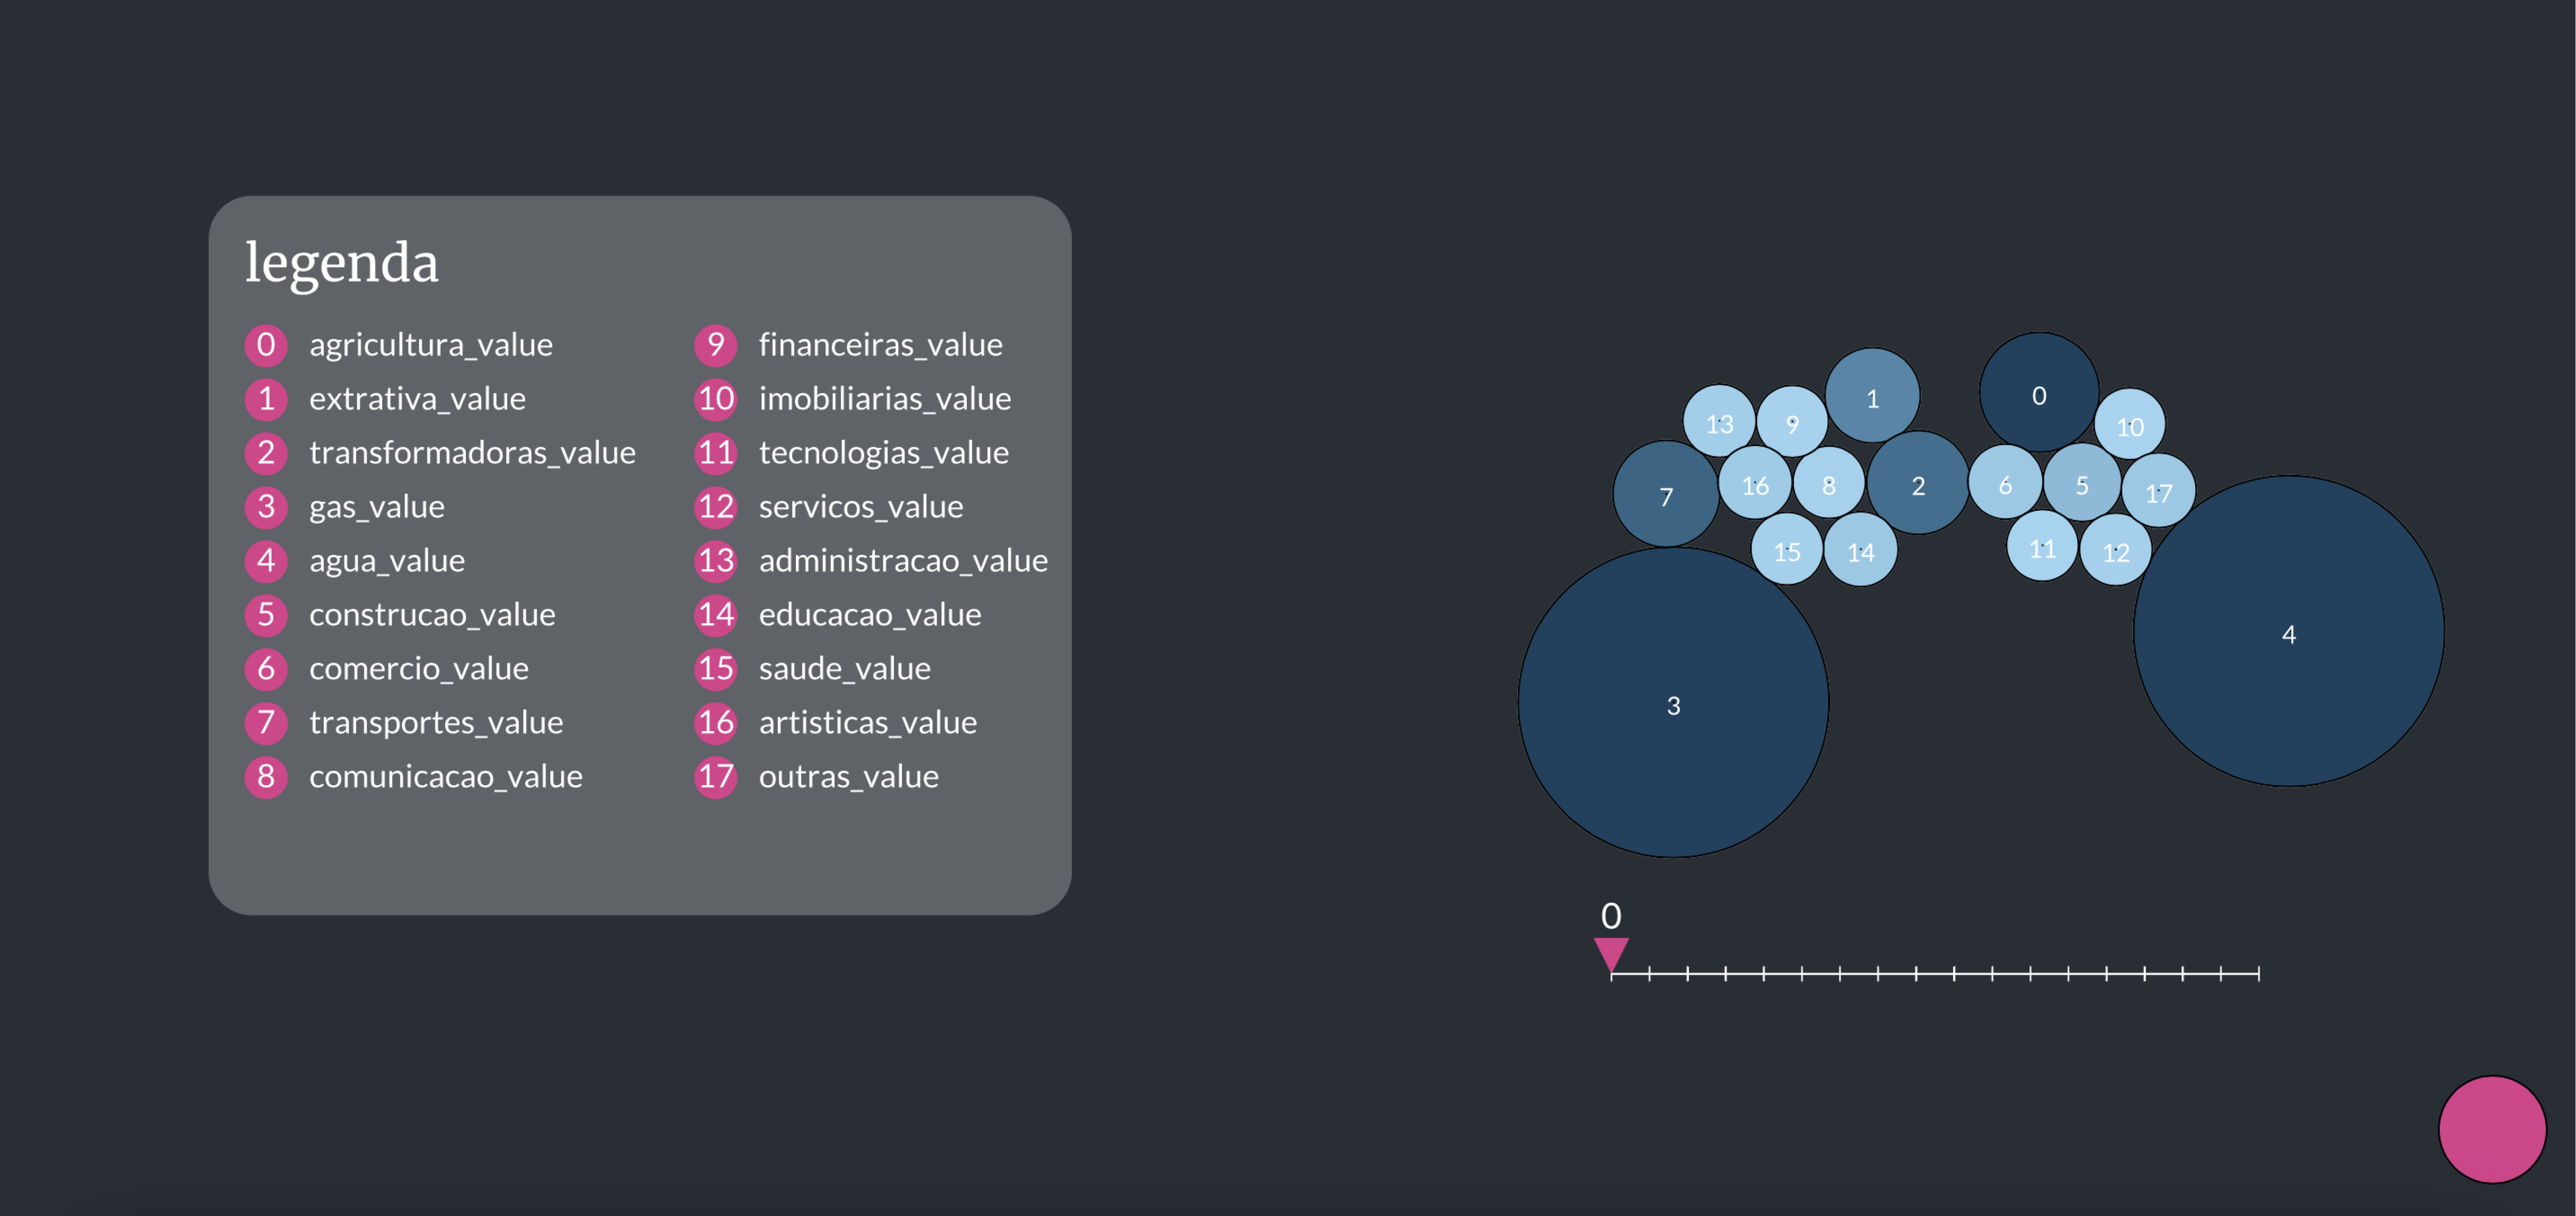 legenda
0 agricultura_value
1 extrativa_value
2 transformadoras_value
3 gas_value
4 agua_value
5 construcao_value
6 comercio_value
7 transportes_value
8 comunicacao_value
9 financeiras_value
10 imobiliarias_value
11 tecnologias_value
12 servicos_value
13 administracao_value
14 educacao_value
15 saude_value
16 artisticas_value
17 outras_value
13 9 1 0 10
7 16 8 2 6 5 17
15 14 11 12
3 4
0